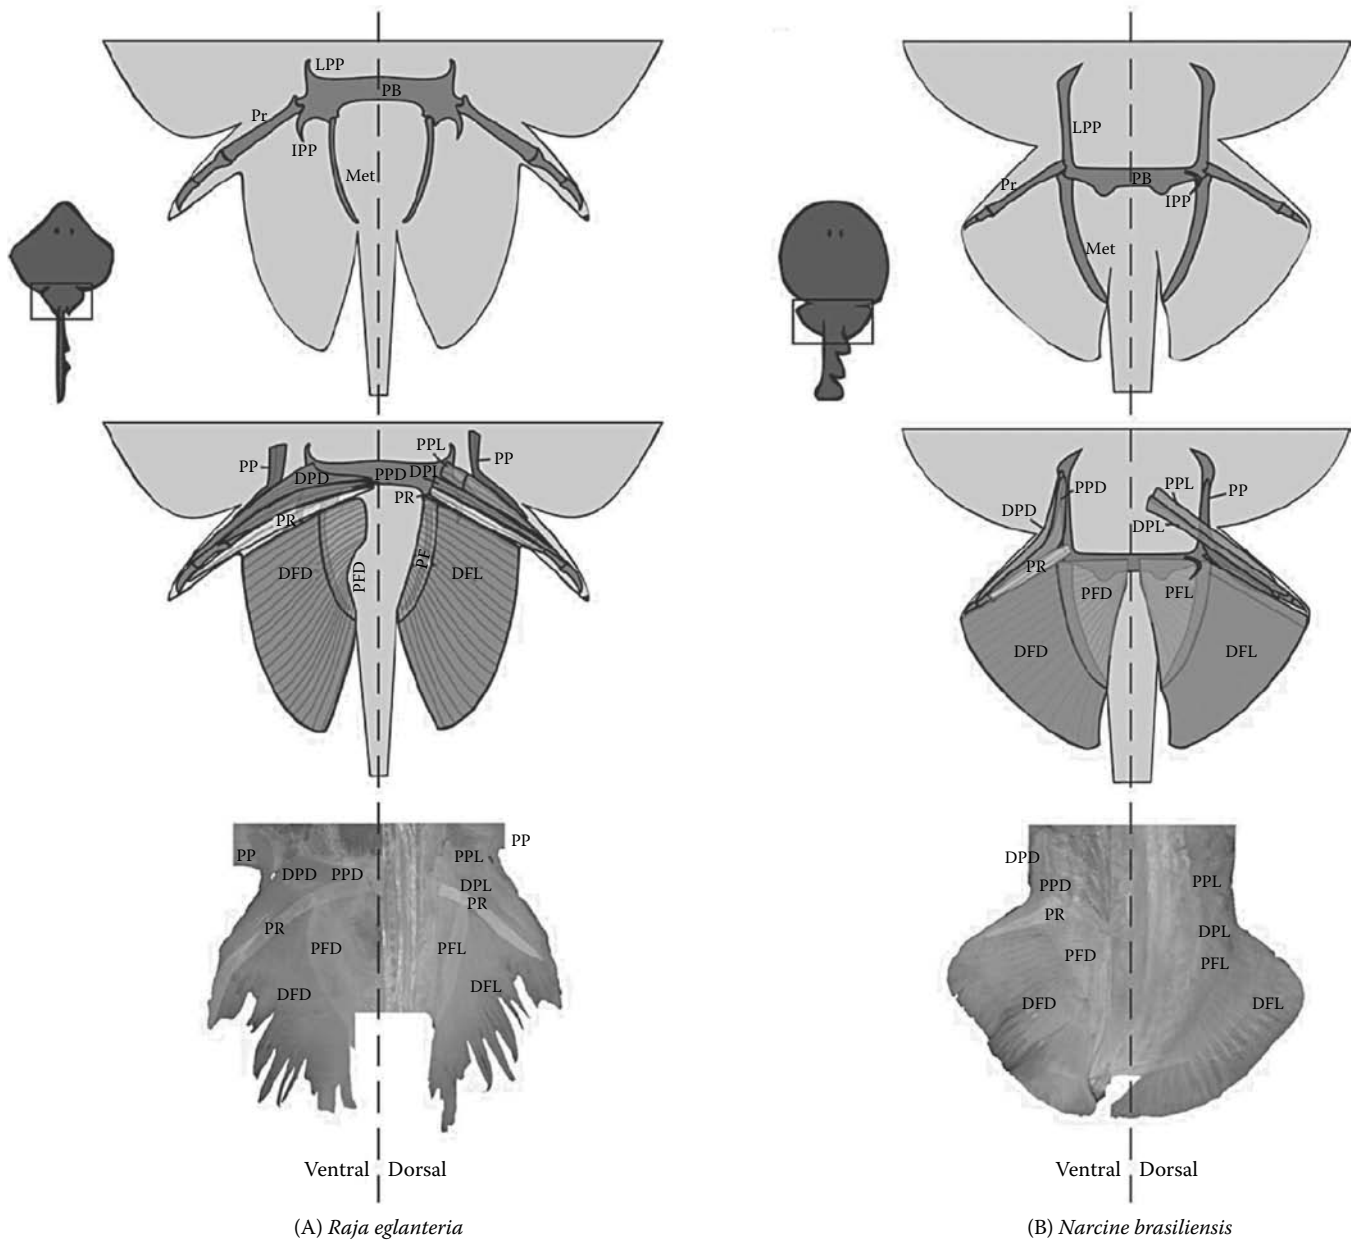 LPP
PB
Pr
IPP
Met
LPP
PB
Pr
IPP
Met
PP
DPD
PPD
DPL
PPL
PP
PR
PR
DFD
PFD
PF
DFL
DPD
PPD
PPL
PP
DPL
PR
PFD
PFL
DFD
DFL
PP
PP
DPD
PPD
PPL
DPL
PR
PR
PFD
PFL
DFD
DFL
DPD
PPD
PPL
PR
DPL
PFD
PFL
DFD
DFL
Ventral Dorsal
Ventral Dorsal
(A) Raja eglanteria
(B) Narcine brasiliensis